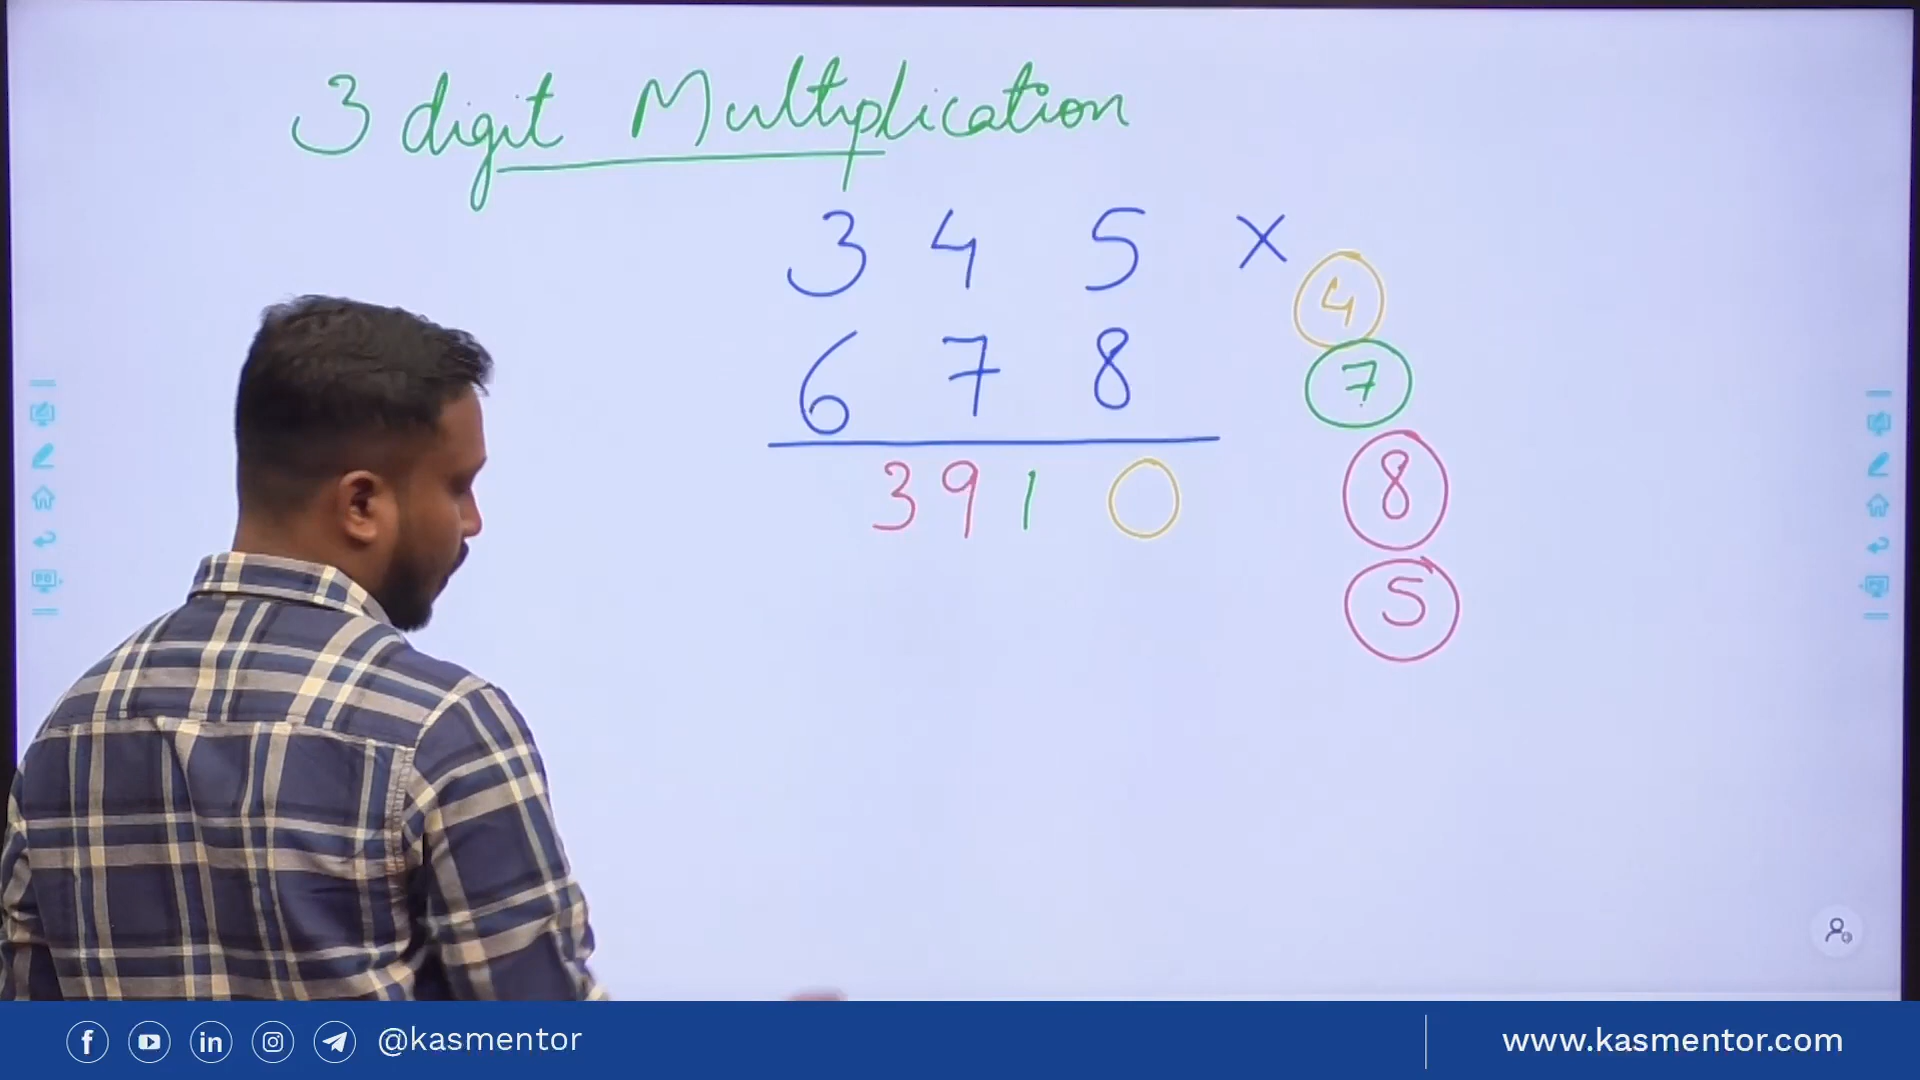 3 digit Multiplication
3 4 5 ×
4
6 7 8
7
3 9 1 0
8
5
@kasmentor
www.kasmentor.com